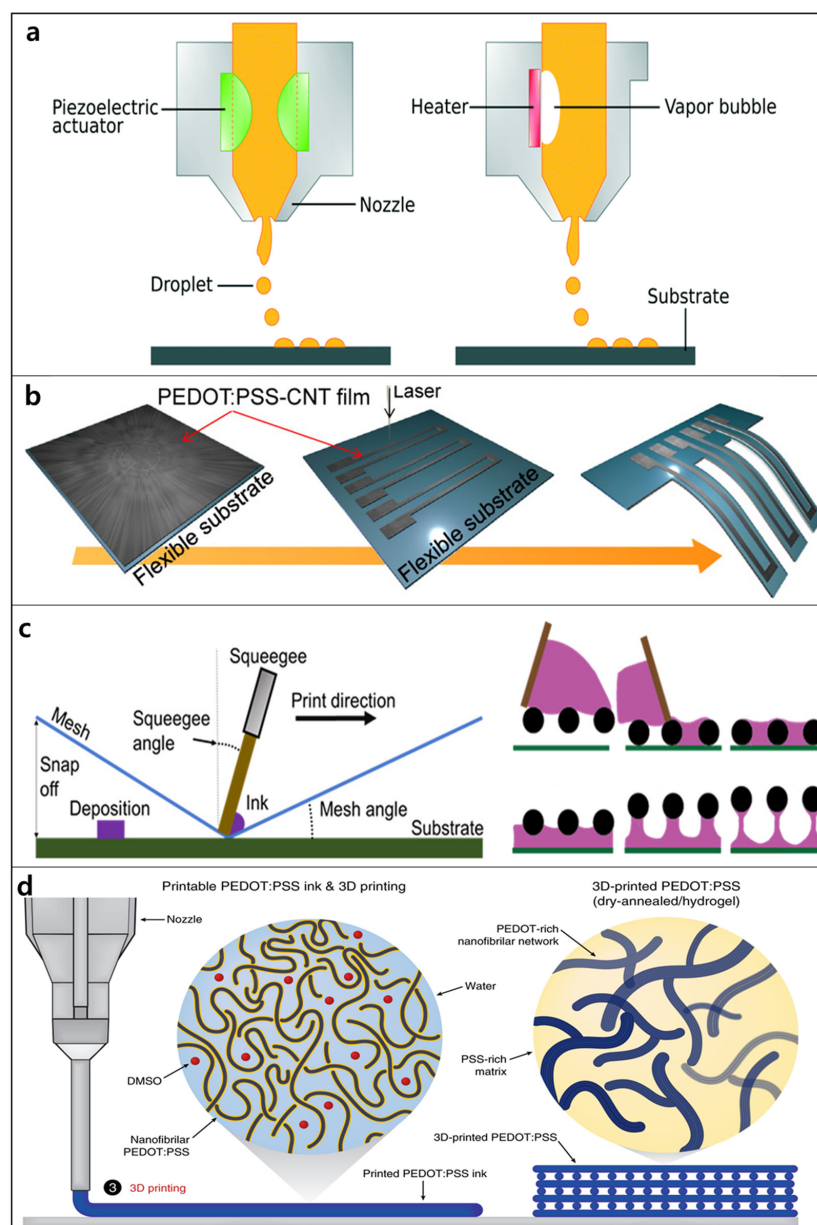 a
Piezoelectric
actuator
Heater
Vapor bubble
Nozzle
Droplet
Substrate
b
PEDOT:PSS-CNT film
Laser
Flexible substrate
Flexible substrate
c
Squeegee
Print direction
Squeegee
angle
Mesh
Snap
off
Ink
Mesh angle
Deposition
Substrate
d
Printable PEDOT:PSS ink & 3D printing
3D-printed PEDOT:PSS
(dry-annealed/hydrogel)
Nozzle
PEDOT-rich
nanofibrilar network
Water
PSS-rich
matrix
DMSO
Nanofibrilar
PEDOT:PSS
3D-printed PEDOT:PSS
3 3D printing
Printed PEDOT:PSS ink